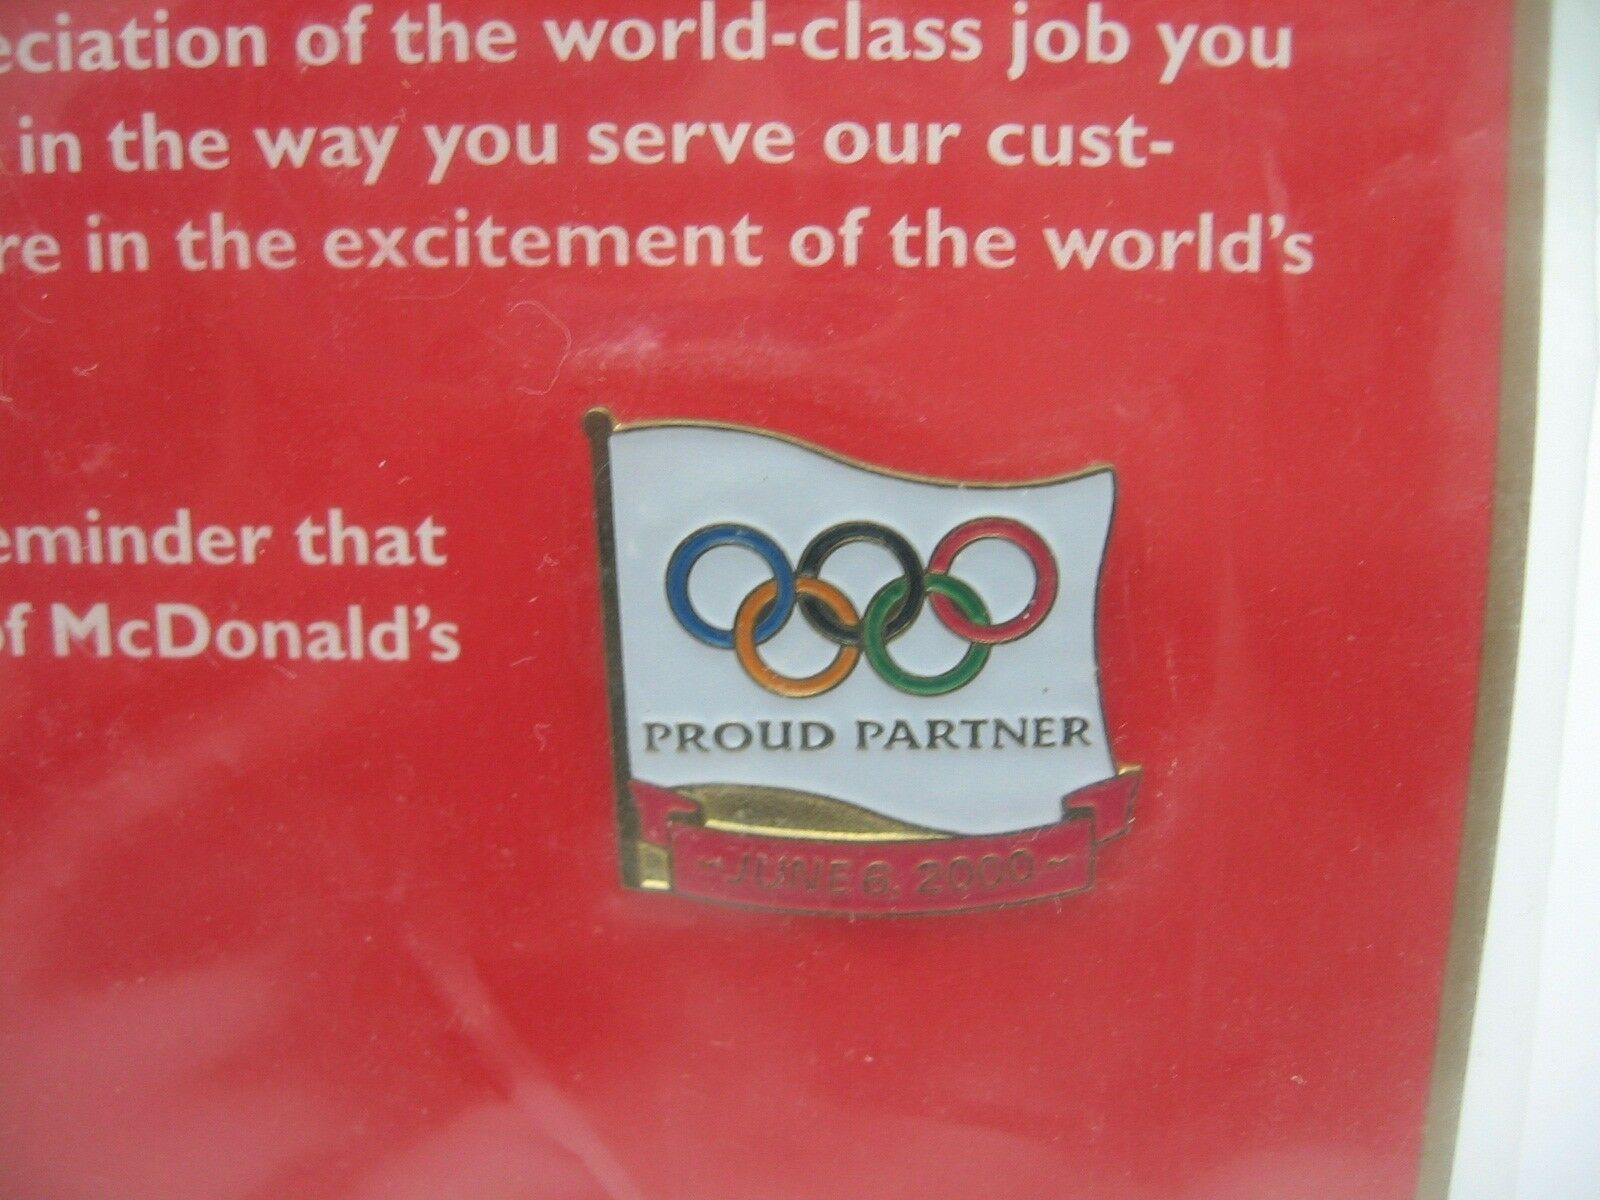 eciation of the world-class job you
in the way you serve our cust-
re in the excitement of the world's
eminder that
of McDonald's
PROUD PARTNER
~JUNE 6. 2000~